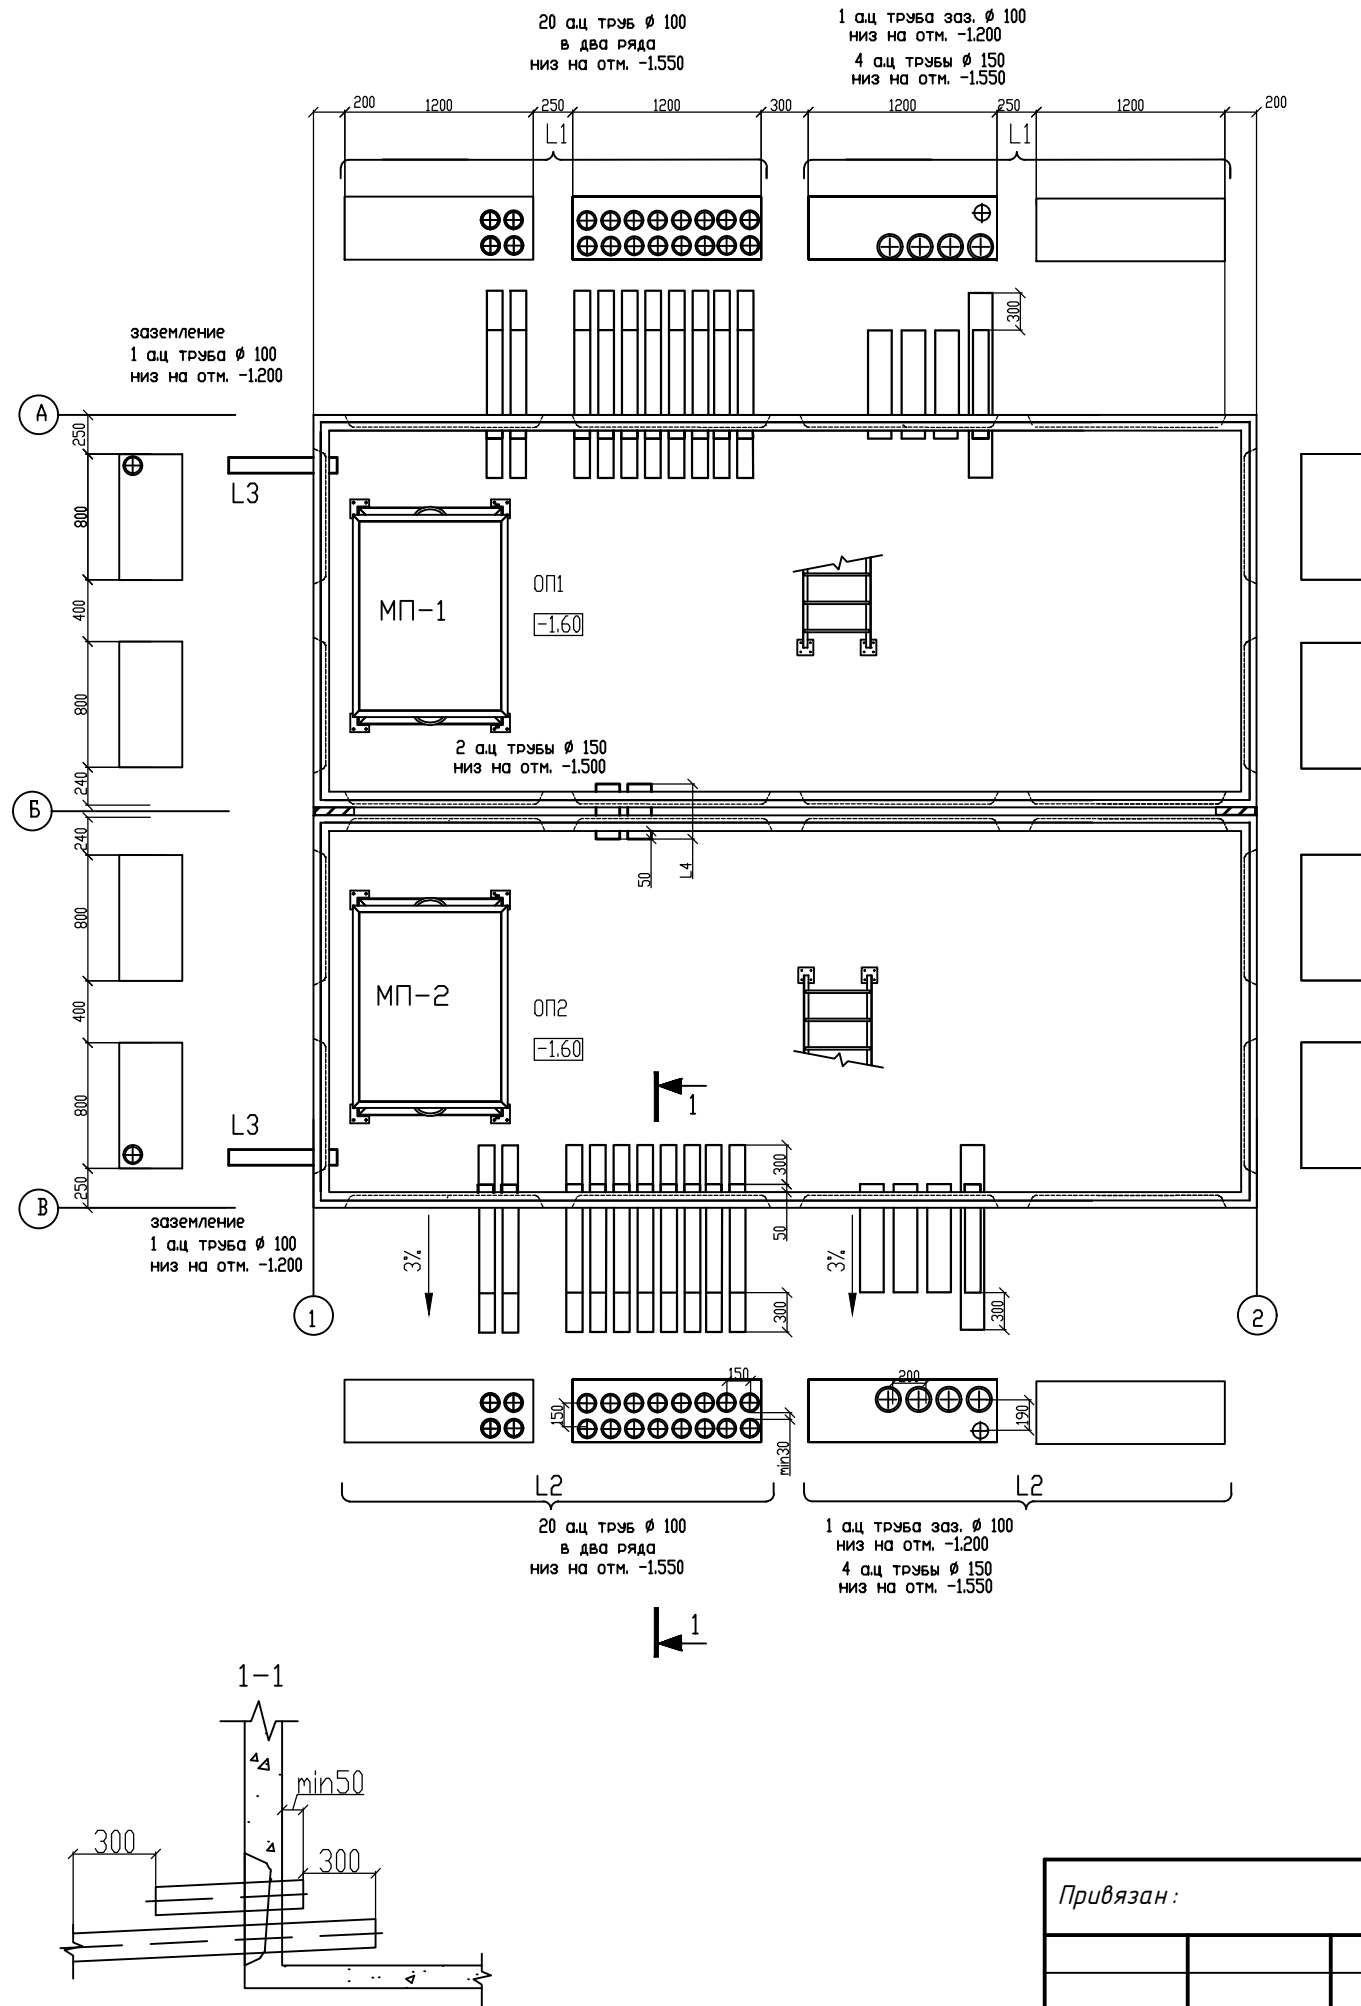 20 а.ц труб Ø 100
в два ряда
низ на отм. -1.550
1 а.ц труба заз. Ø 100
низ на отм. -1.200
4 а.ц трубы Ø 150
низ на отм. -1.550
200
1200
250
1200
300
1200
250
1200
200
L1
L1
300
заземление
1 а.ц труба Ø 100
низ на отм. -1.200
А
250
800
400
800
240
L3
МП-1
ОП1
-1.60
2 а.ц трубы Ø 150
низ на отм. -1.500
Б
240
800
400
800
250
50
L4
МП-2
ОП2
-1.60
1
L3
300
50
В
заземление
1 а.ц труба Ø 100
низ на отм. -1.200
3%
3%
300
300
1
2
150
150
min30
200
190
L2
L2
20 а.ц труб Ø 100
в два ряда
низ на отм. -1.550
1 а.ц труба заз. Ø 100
низ на отм. -1.200
4 а.ц трубы Ø 150
низ на отм. -1.550
1
1-1
min50
300
300
Привязан: